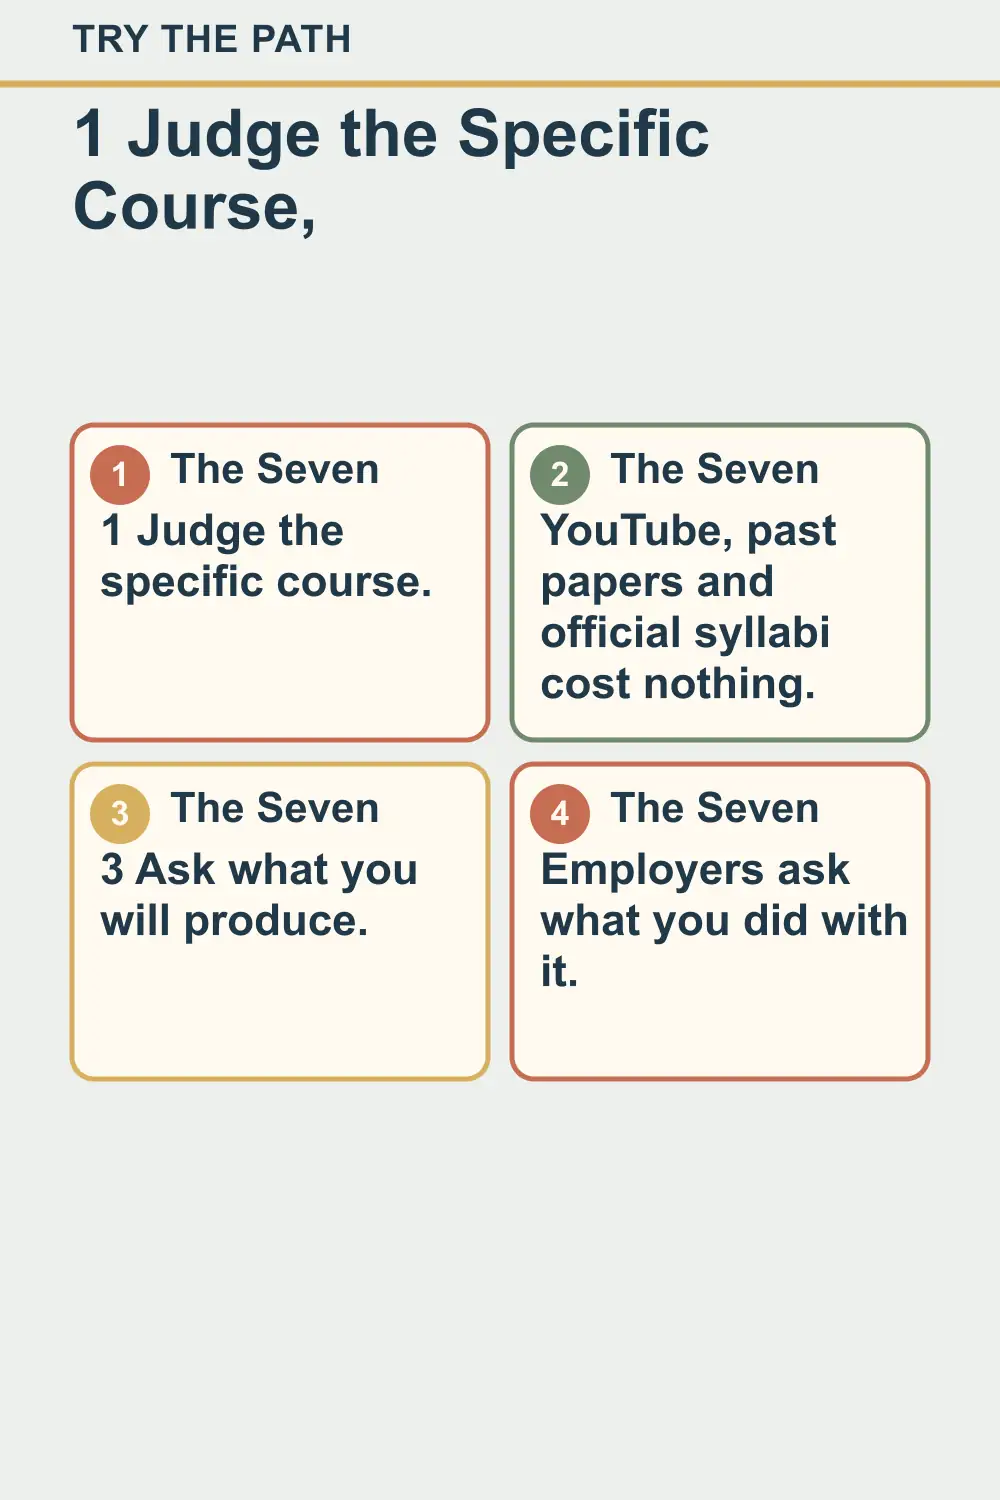 TRY THE PATH
1 Judge the Specific
Course,
1 The Seven
1 Judge the
specific course.
2 The Seven
YouTube, past
papers and
official syllabi
cost nothing.
3 The Seven
3 Ask what you
will produce.
4 The Seven
Employers ask
what you did with
it.